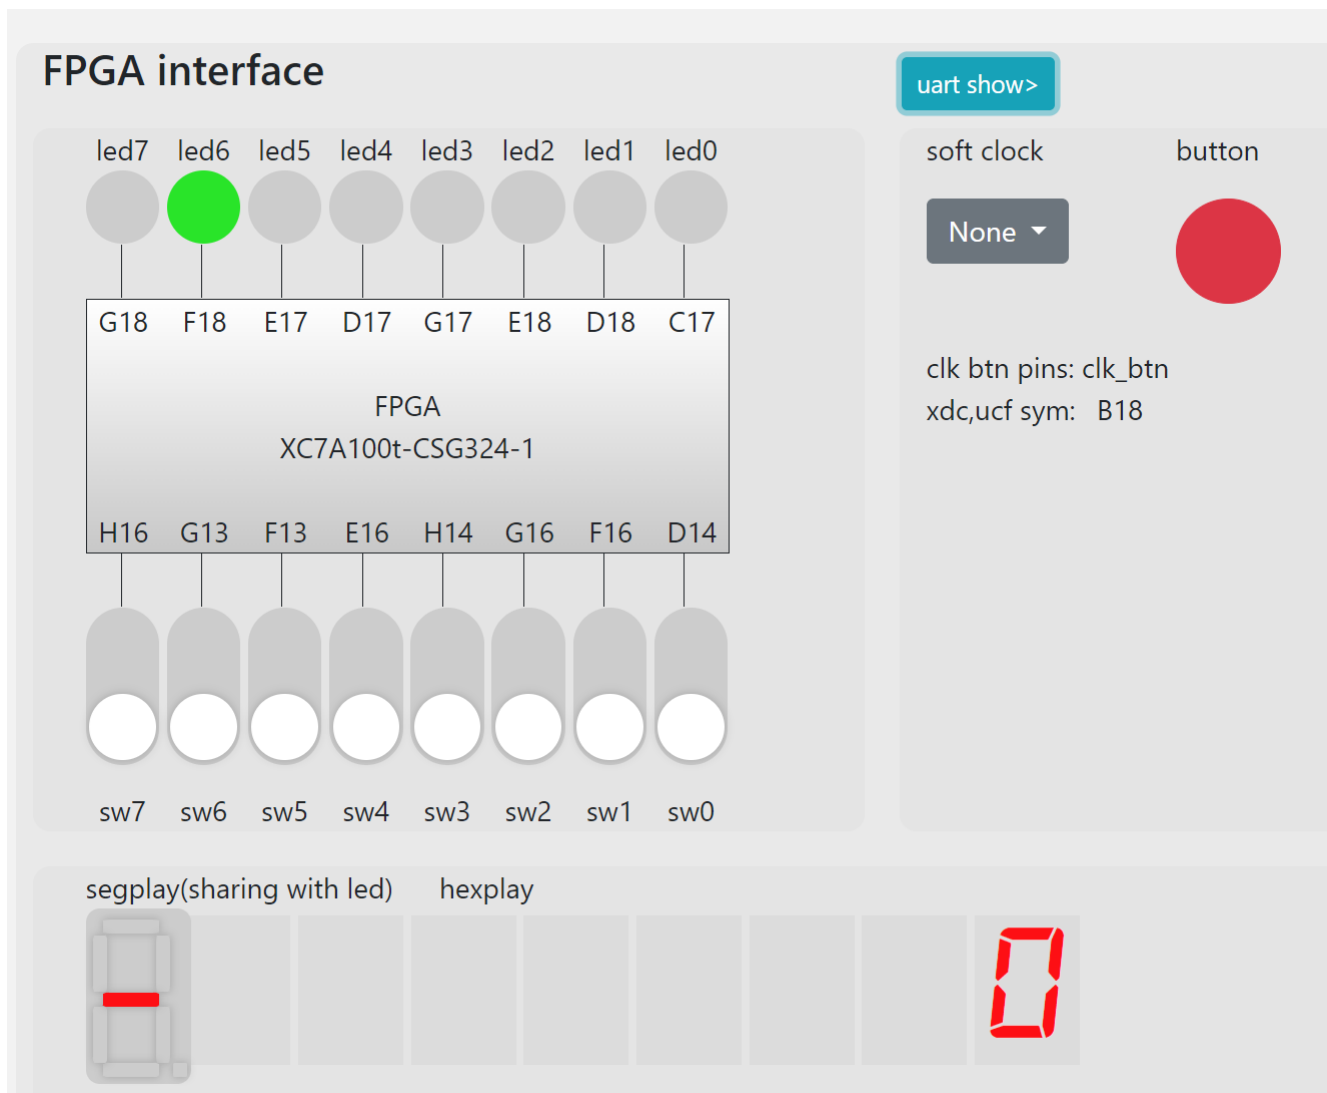 FPGA interface
uart show>
led7 led6 led5 led4 led3 led2 led1 led0
soft clock
button
None
G18 F18 E17 D17 G17 E18 D18 C17
FPGA
XC7A100t-CSG324-1
clk btn pins: clk_btn
xdc,ucf sym: B18
H16 G13 F13 E16 H14 G16 F16 D14
sw7 sw6 sw5 sw4 sw3 sw2 sw1 sw0
segplay(sharing with led)
hexplay
0